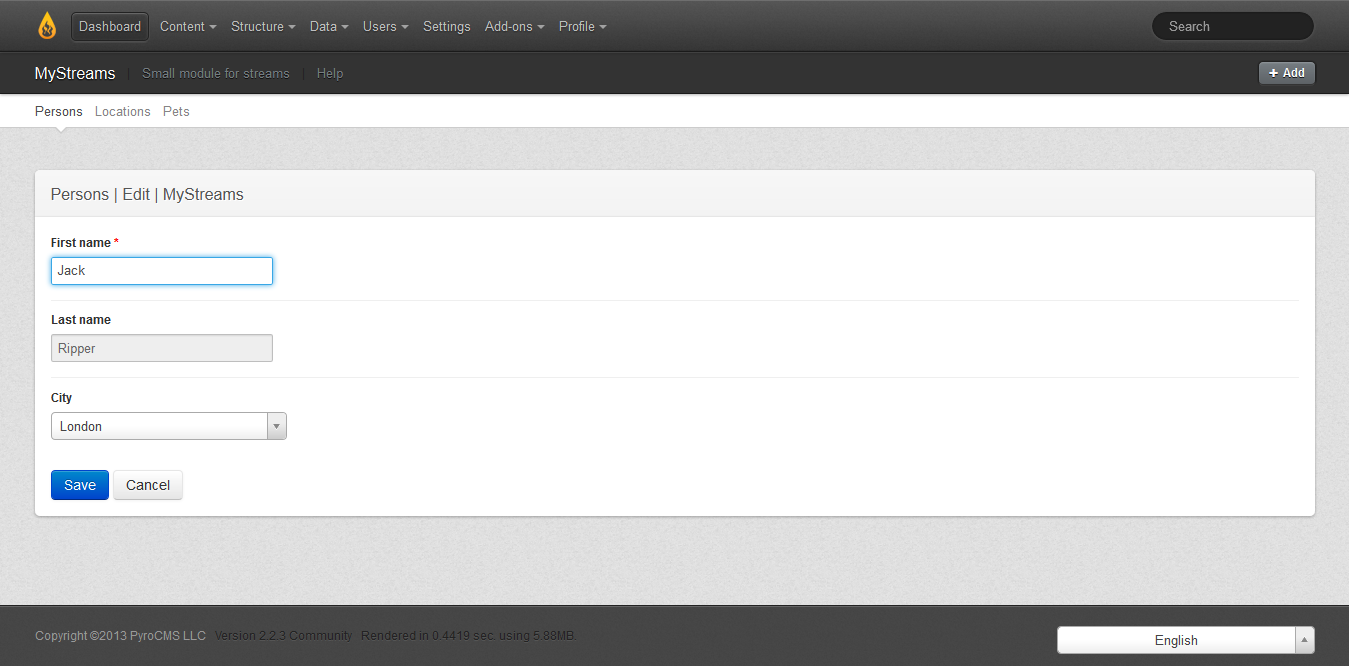 Dashboard Content Structure Data Users Settings Add-ons Profile Search
MyStreams Small module for streams Help + Add
Persons Locations Pets
Persons | Edit | MyStreams
First name *
Jack
Last name
Ripper
City
London
Save Cancel
Copyright ©2013 PyroCMS LLC Version 2.2.3 Community Rendered in 0.4419 sec. using 5.88MB. English